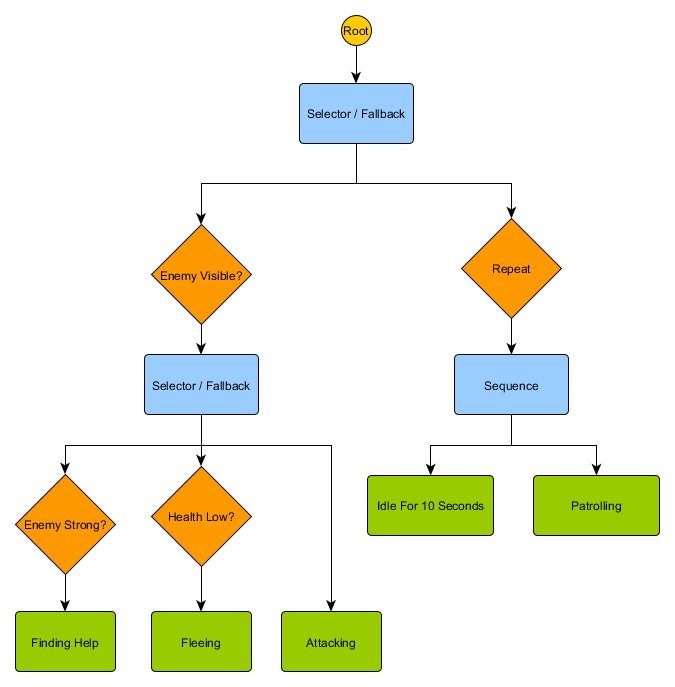 Root
Selector / Fallback
Enemy Visible?
Repeat
Selector / Fallback
Sequence
Enemy Strong?
Health Low?
Idle For 10 Seconds
Patrolling
Finding Help
Fleeing
Attacking